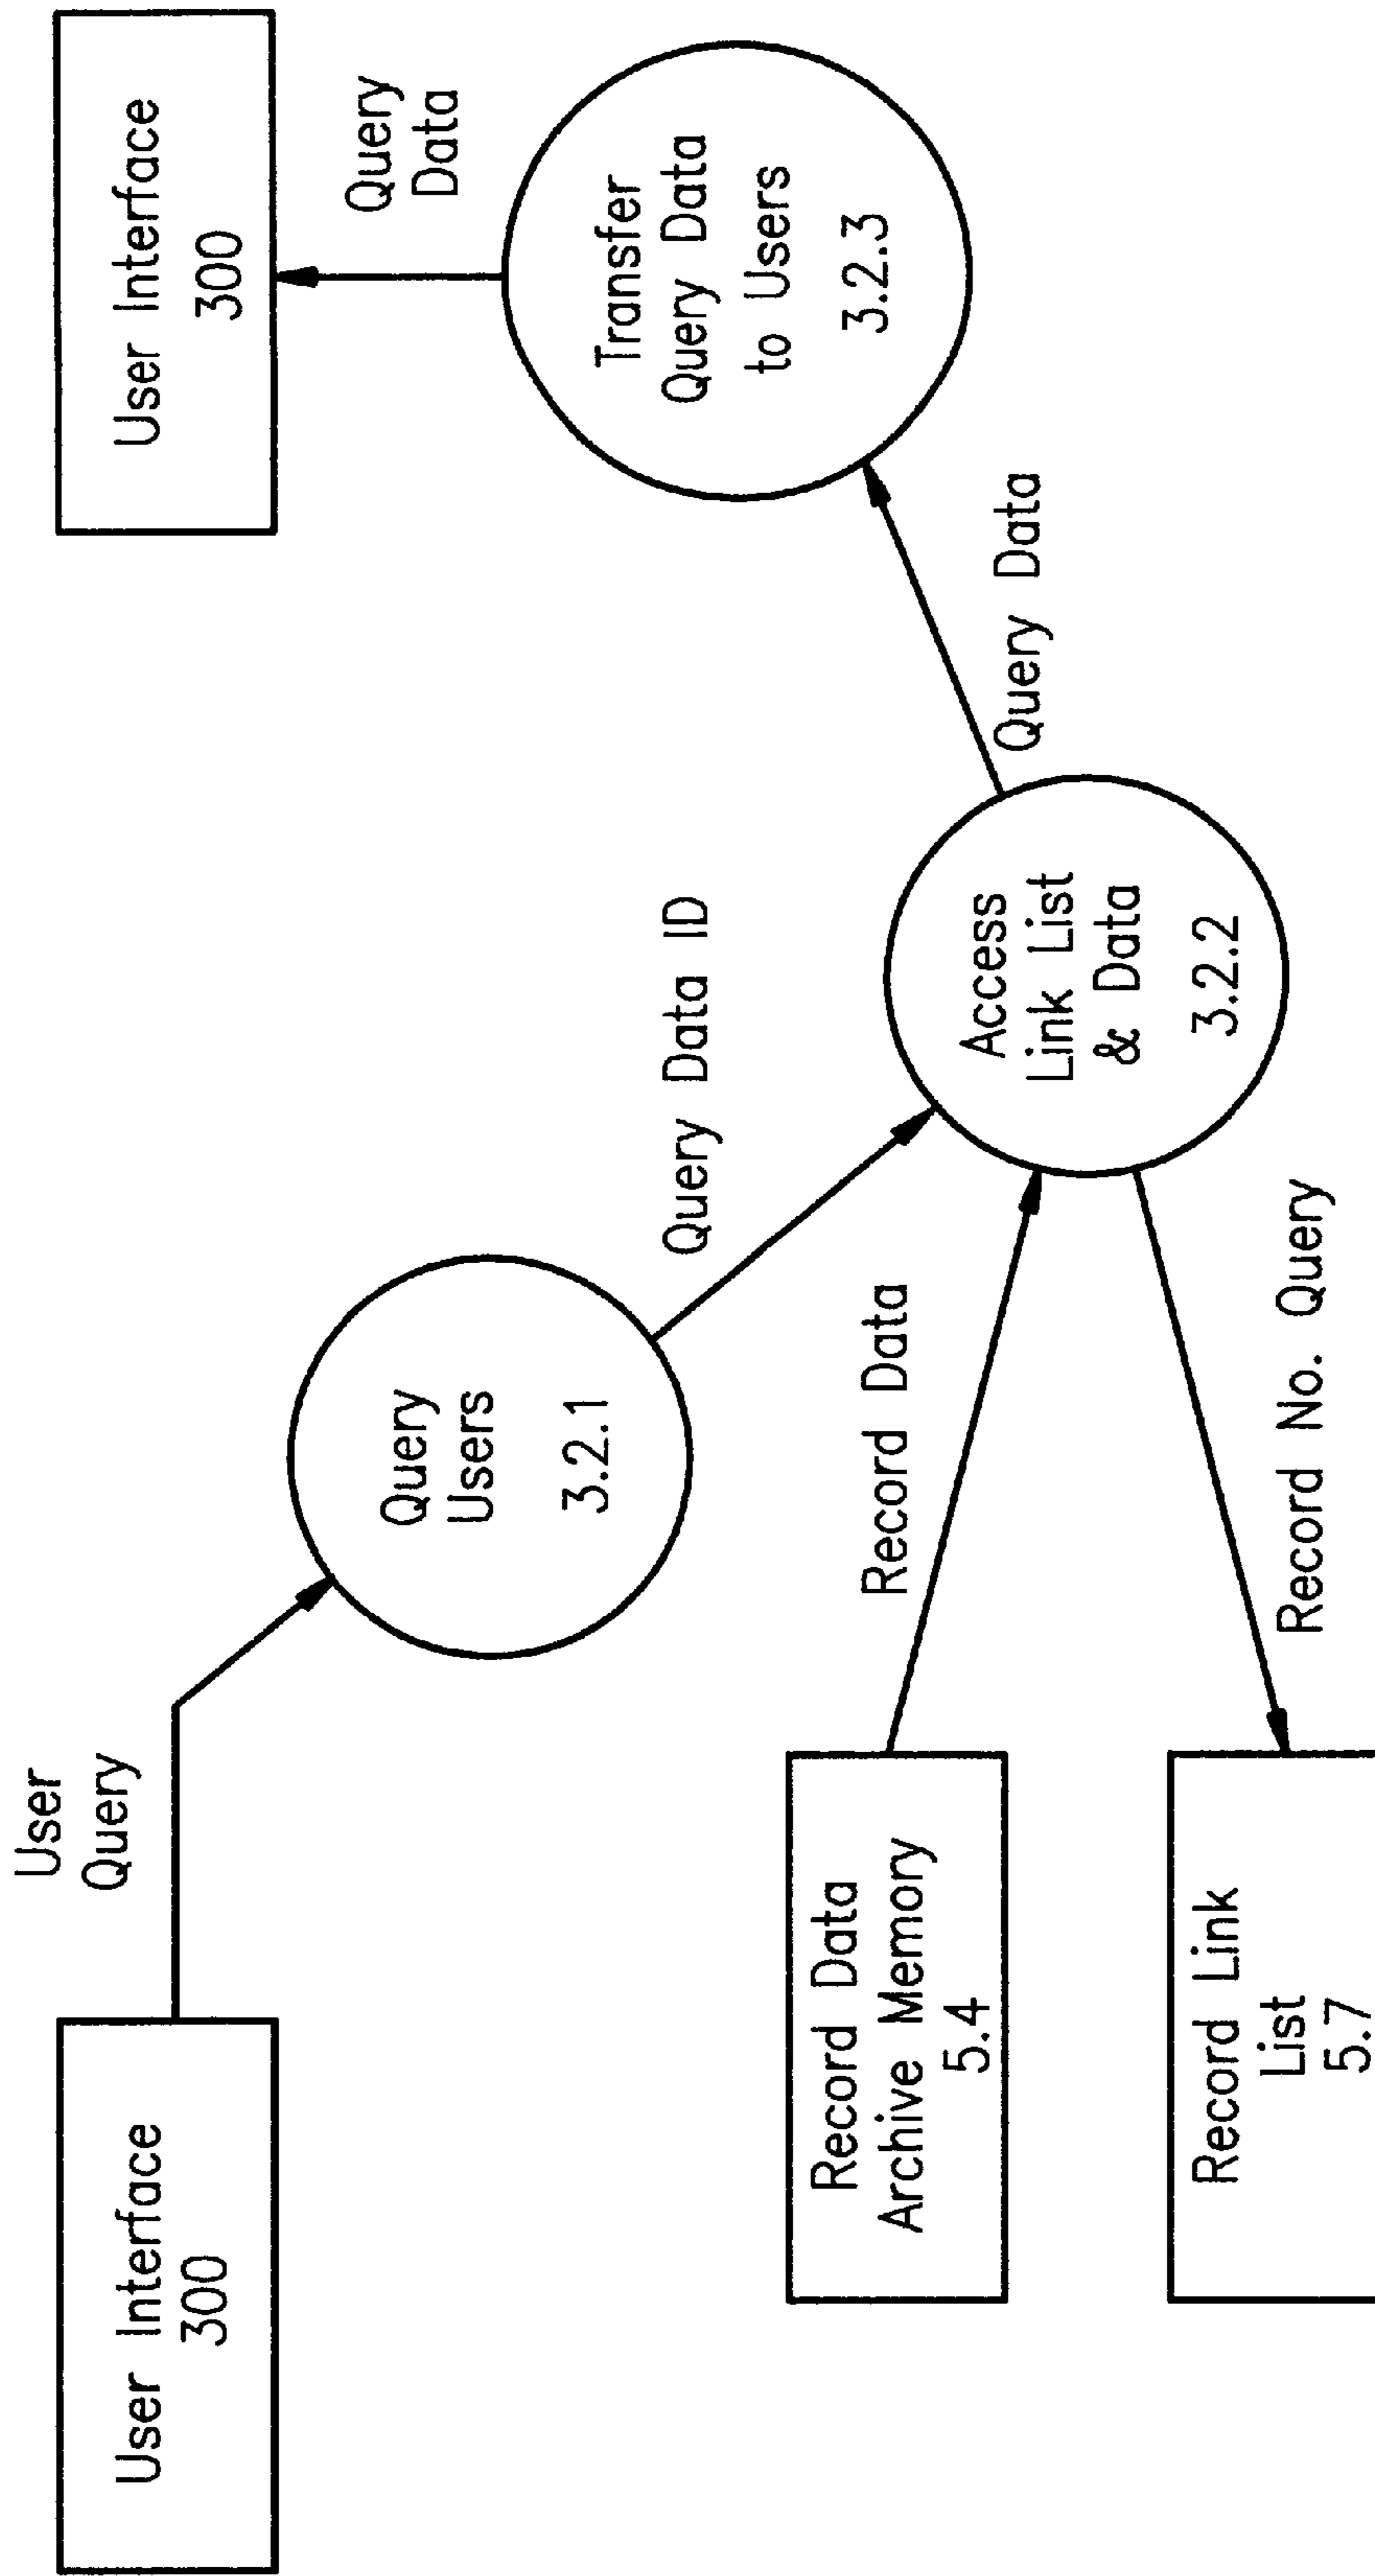 User Interface
300
User
Query
Query
Users
3.2.1
Query Data ID
Record Data
Archive Memory
5.4
Record Data
Record Link
List
5.7
Record No. Query
Access
Link List
& Data
3.2.2
Query Data
Transfer
Query Data
to Users
3.2.3
Query
Data
User Interface
300